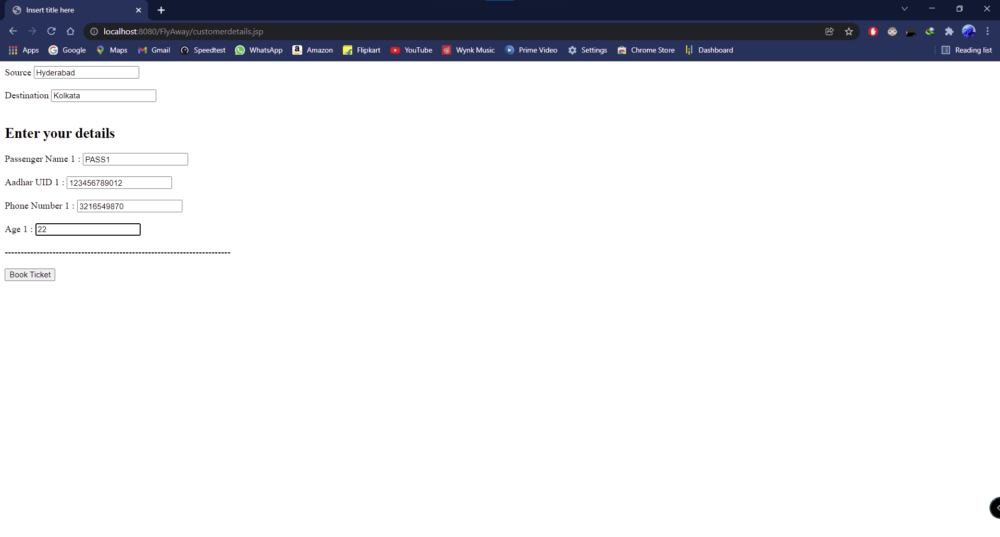 Insert title here
localhost:8080/FlyAway/customerdetails.jsp
Apps Google Maps Gmail Speedtest WhatsApp Amazon Flipkart YouTube Wynk Music Prime Video Settings Chrome Store Dashboard Reading list
Source Hyderabad
Destination Kolkata
Enter your details
Passenger Name 1 : PASS1
Aadhar UID 1 : 123456789012
Phone Number 1 : 3216549870
Age 1 : 22
-----------------------------------------------------------------------
Book Ticket